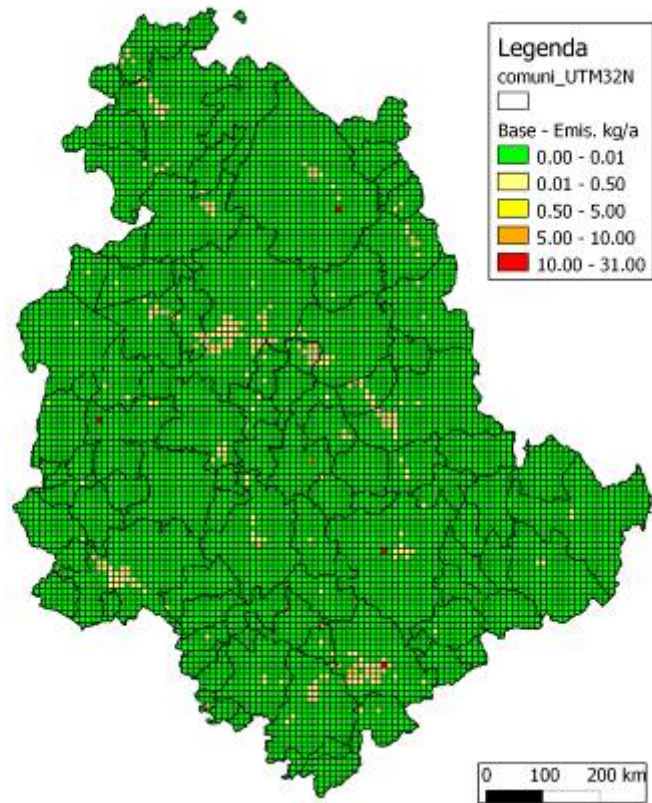 Legenda
comuni_UTM32N
Base - Emis. kg/a
0.00 - 0.01
0.01 - 0.50
0.50 - 5.00
5.00 - 10.00
10.00 - 31.00
0 100 200 km